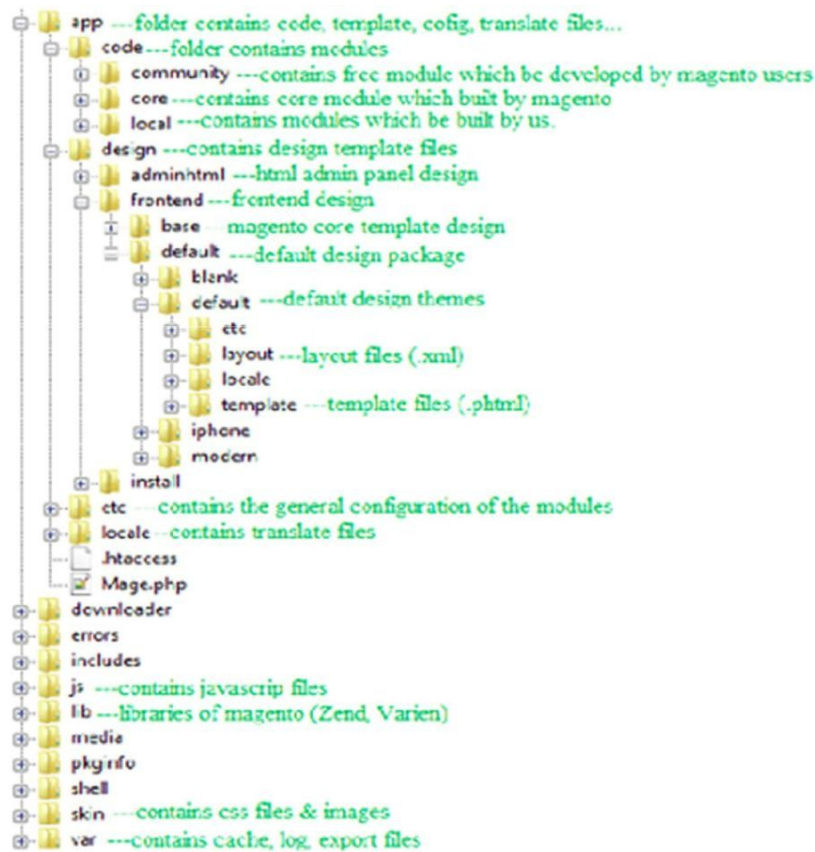 app ---folder contains code, template, cofig, translate files...
code ---folder contains modules
community ---contains free module which be developed by magento users
core ---contains core module which built by magento
local ---contains modules which be built by us.
design ---contains design template files
adminhtml ---html admin panel design
frontend ---frontend design
base ---magento core template design
default ---default design package
blank
default ---default design themes
etc
layout ---layout files (.xml)
locale
template ---template files (.phtml)
iphone
modern
install
etc ---contains the general configuration of the modules
locale ---contains translate files
.htaccess
Mage.php
downloader
errors
includes
js ---contains javascrip files
lib ---libraries of magento (Zend, Varien)
media
pkginfo
shell
skin ---contains css files & images
var ---contains cache, log, export files